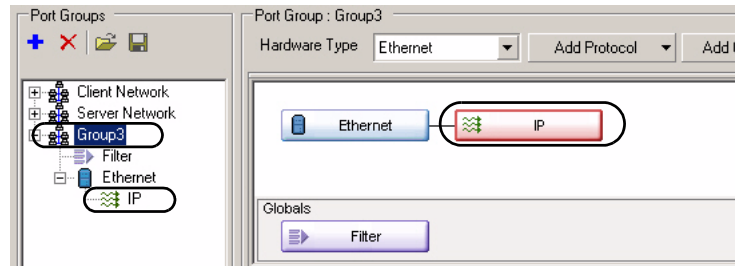 Port Groups
Client Network
Server Network
Group3
Filter
Ethernet
IP
Port Group : Group3
Hardware Type Ethernet Add Protocol Add
Ethernet IP
Globals
Filter